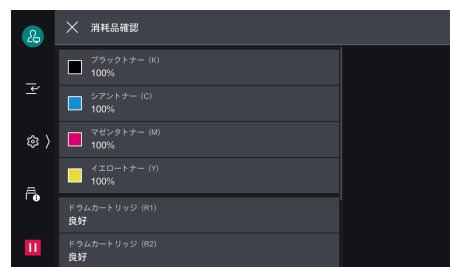 消耗品確認
ブラックトナー (K)
100%
シアントナー (C)
100%
マゼンタトナー (M)
100%
イエロートナー (Y)
100%
ドラムカートリッジ (R1)
良好
ドラムカートリッジ (R2)
良好